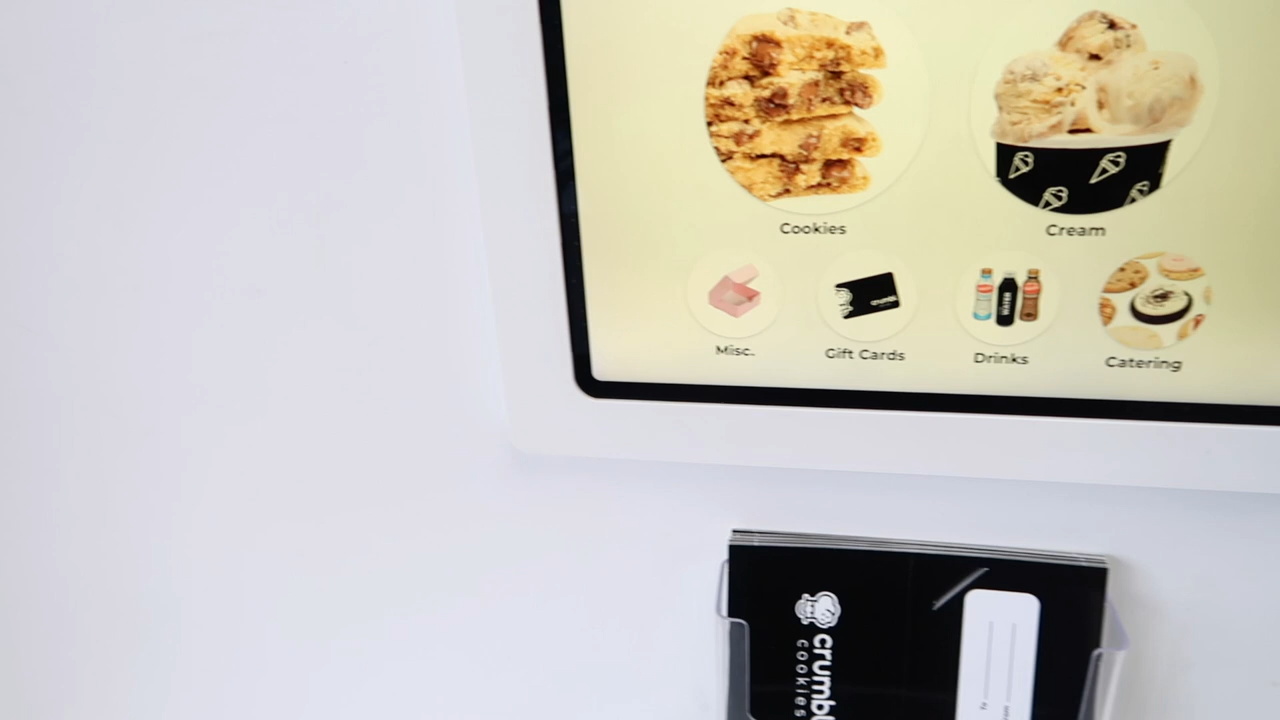 Cookies
Cream
Misc.
Gift Cards
Drinks
Catering
crumbl
cookies